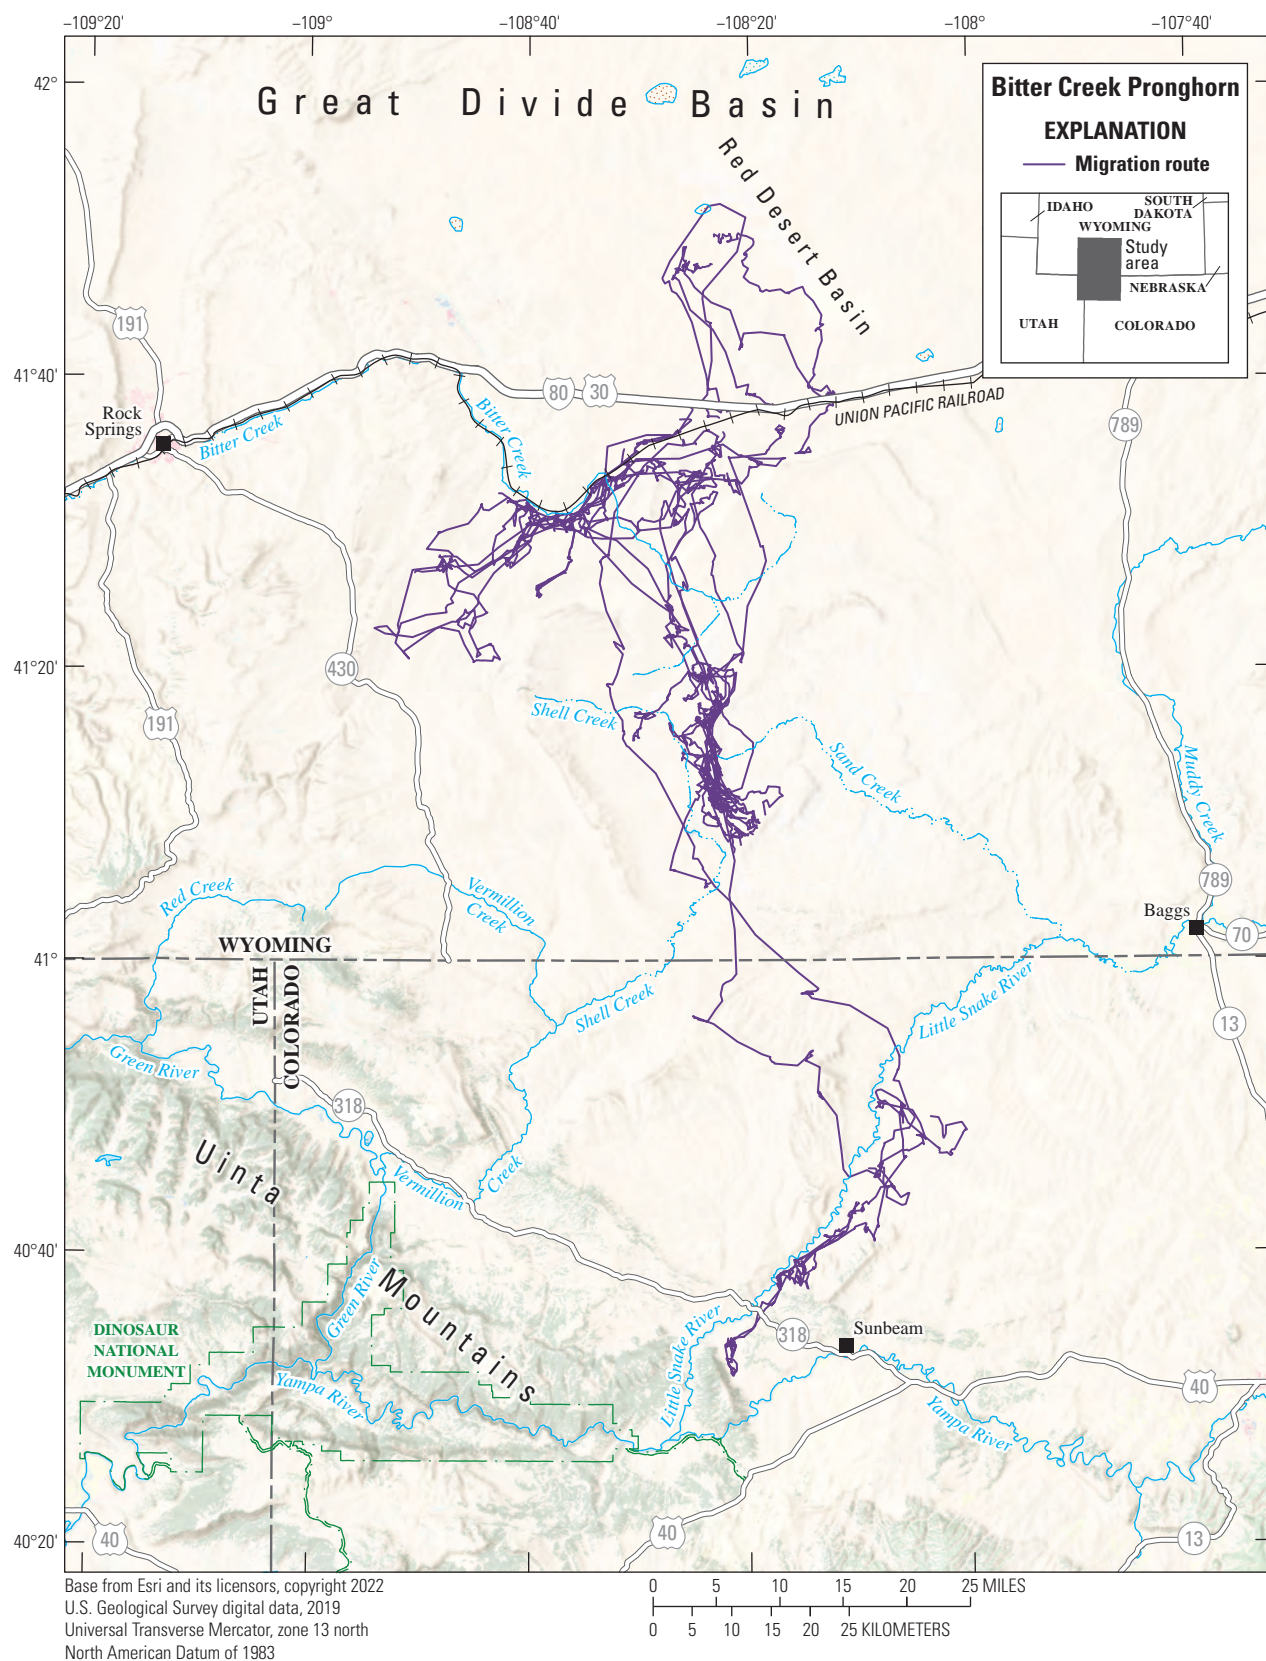 –109°20'
–109°
–108°40'
–108°20'
–108°
–107°40'
42°
Great Divide Basin
Bitter Creek Pronghorn
EXPLANATION
Migration route
IDAHO
SOUTH
DAKOTA
WYOMING
Study
area
NEBRASKA
UTAH
COLORADO
Red Desert Basin
191
41°40'
80
30
UNION PACIFIC RAILROAD
789
Rock
Springs
Bitter Creek
Bitter Creek
41°20'
430
191
Shell Creek
Sand Creek
Muddy Creek
Red Creek
Vermillion
Creek
789
Baggs
70
WYOMING
41°
UTAH
COLORADO
Shell Creek
Little Snake River
13
Green River
318
Uinta
Vermillion
Creek
40°40'
Green River
Mountains
DINOSAUR
NATIONAL
MONUMENT
Little Snake River
318
Sunbeam
Yampa River
40
Yampa River
40°20'
40
40
13
Base from Esri and its licensors, copyright 2022
U.S. Geological Survey digital data, 2019
Universal Transverse Mercator, zone 13 north
North American Datum of 1983
0 5 10 15 20 25 MILES
0 5 10 15 20 25 KILOMETERS